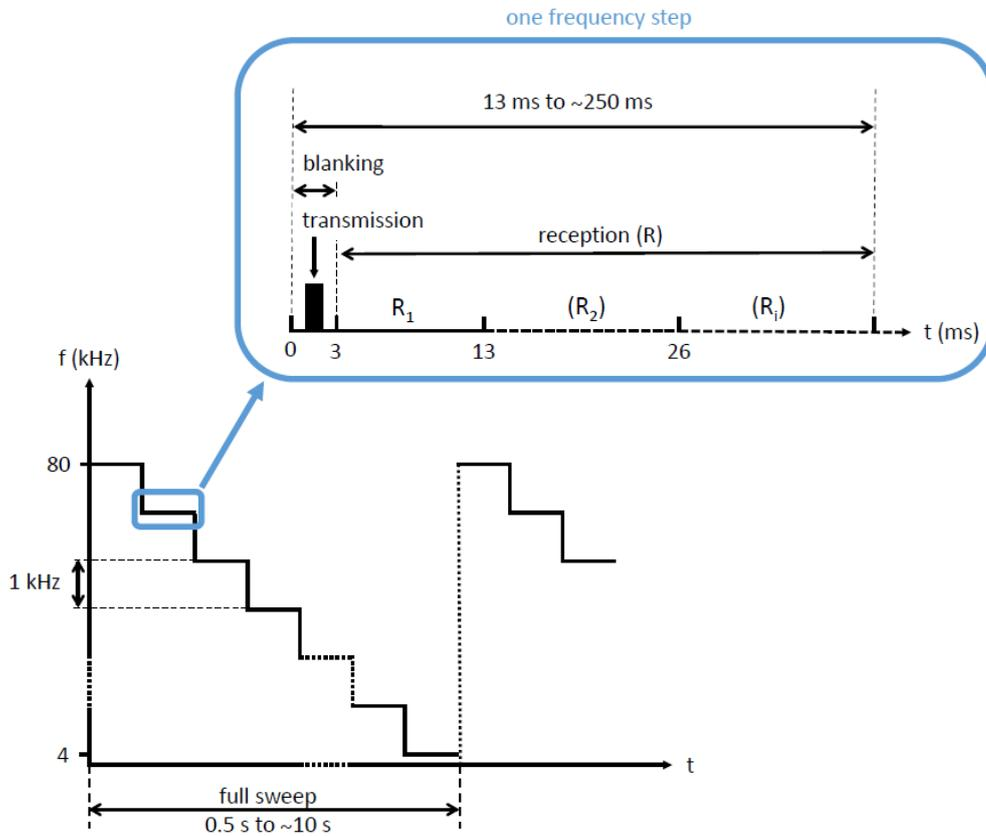 one frequency step
13 ms to ~250 ms
blanking
transmission
reception (R)
R1 (R2) (Ri)
t (ms)
0 3 13 26
f (kHz)
80
1 kHz
4
t
full sweep
0.5 s to ~10 s